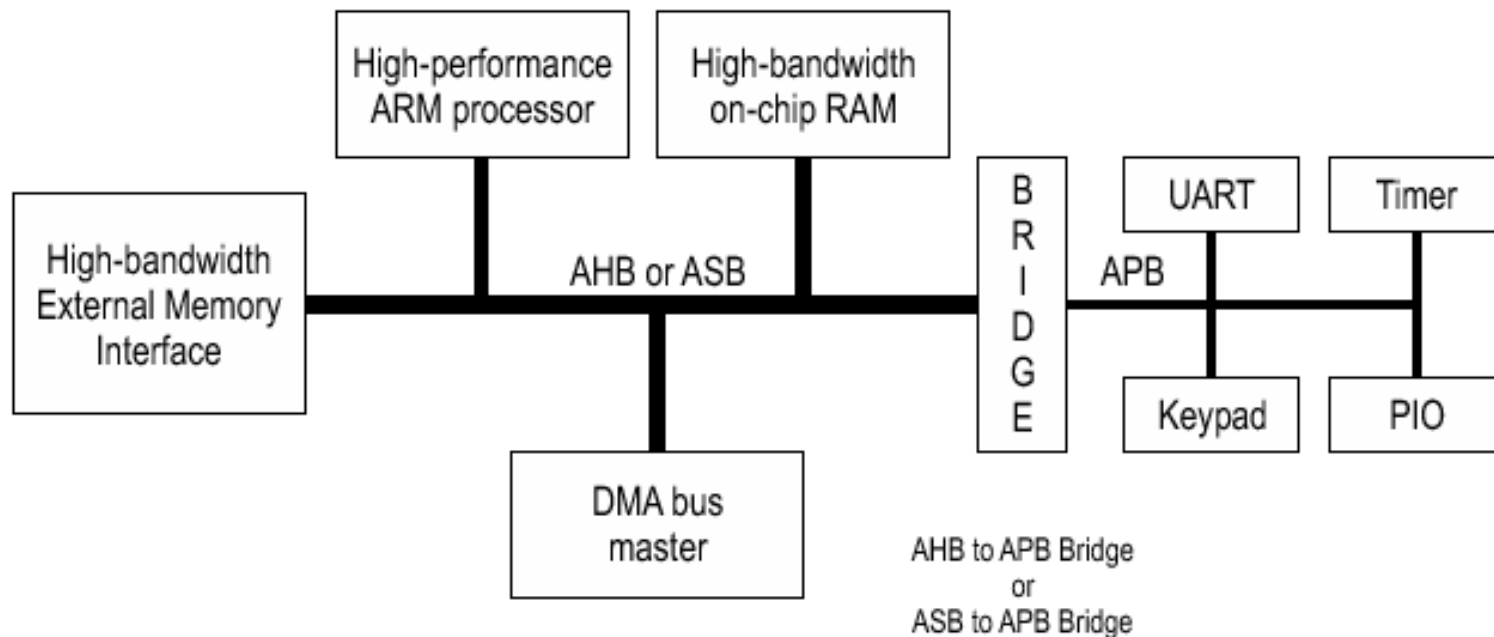 High-performance
ARM processor
High-bandwidth
on-chip RAM
High-bandwidth
External Memory
Interface
AHB or ASB
B
R
I
D
G
E
APB
UART
Timer
Keypad
PIO
DMA bus
master
AHB to APB Bridge
or
ASB to APB Bridge